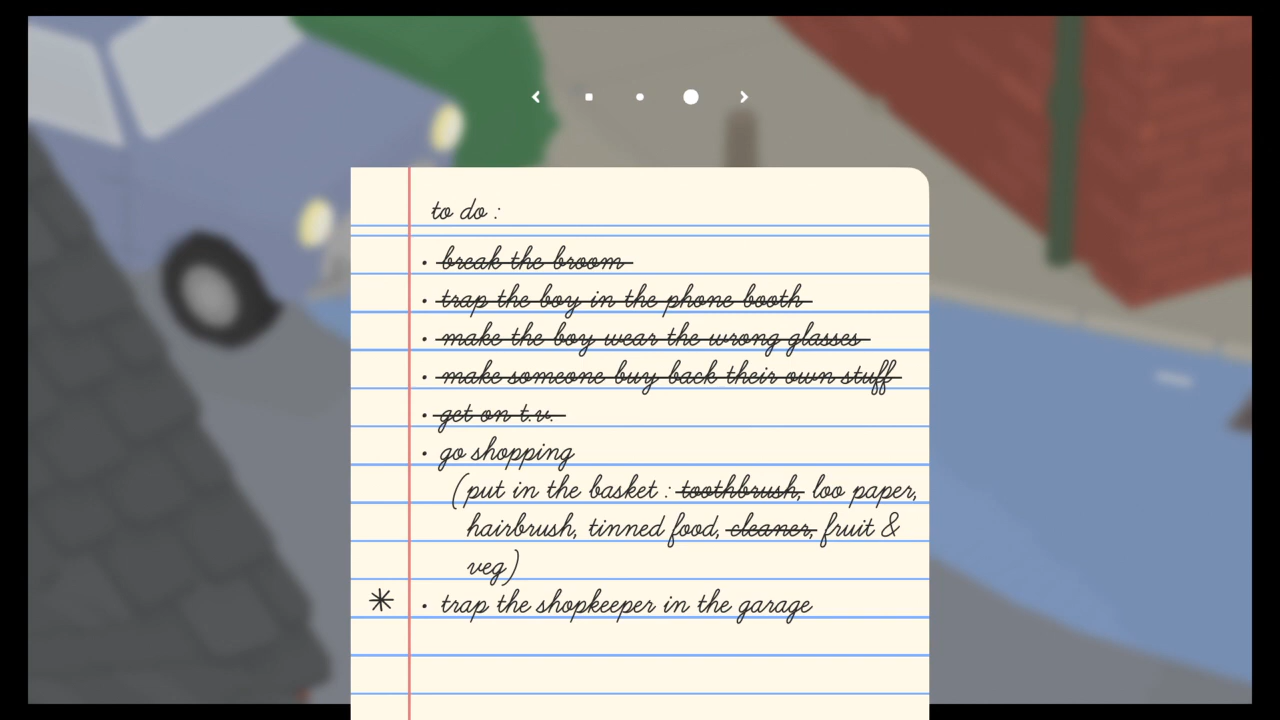 to do :
• break the broom
• trap the boy in the phone booth
• make the boy wear the wrong glasses
• make someone buy back their own stuff
• get on t.v.
• go shopping
(put in the basket : toothbrush, loo paper,
hairbrush, tinned food, cleaner, fruit &
veg)
* • trap the shopkeeper in the garage